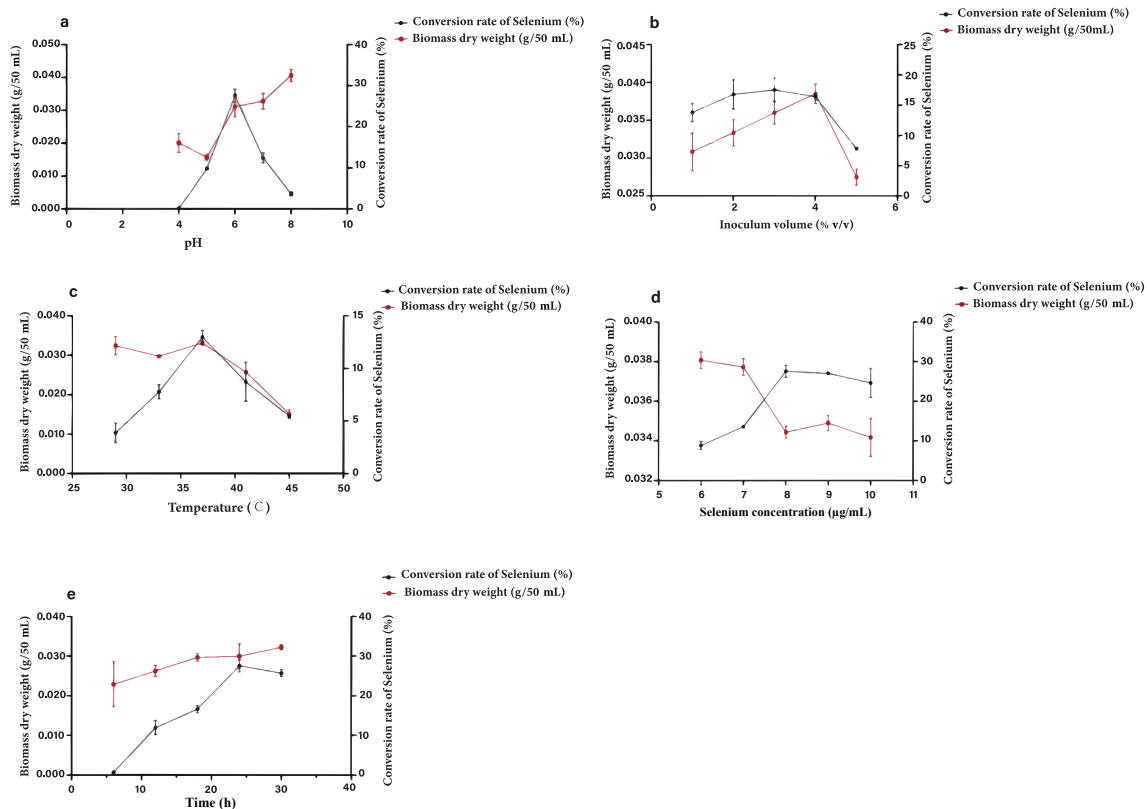 a
Conversion rate of Selenium (%)
Biomass dry weight (g/50 mL)
Biomass dry weight (g/50 mL)
0.050
0.040
0.030
0.020
0.010
0.000
40
30
20
10
0
Conversion rate of Selenium (%)
0 2 4 6 8 10
pH
b
Conversion rate of Selenium (%)
Biomass dry weight (g/50mL)
Biomass dry weight (g/50 mL)
0.045
0.040
0.035
0.030
0.025
25
20
15
10
5
0
Conversion rate of Selenium (%)
0 2 4 6
Inoculum volume (% v/v)
c
Conversion rate of Selenium (%)
Biomass dry weight (g/50 mL)
Biomass dry weight (g/50 mL)
0.040
0.030
0.020
0.010
0.000
15
10
5
0
Conversion rate of Selenium (%)
25 30 35 40 45 50
Temperature (℃)
d
Conversion rate of Selenium (%)
Biomass dry weight (g/50 mL)
Biomass dry weight (g/50 mL)
0.040
0.038
0.036
0.034
0.032
40
30
20
10
0
Conversion rate of Selenium (%)
5 6 7 8 9 10 11
Selenium concentration (μg/mL)
e
Conversion rate of Selenium (%)
Biomass dry weight (g/50 mL)
Biomass dry weight (g/50 mL)
0.040
0.030
0.020
0.010
0.000
40
30
20
10
0
Conversion rate of Selenium (%)
0 10 20 30 40
Time (h)